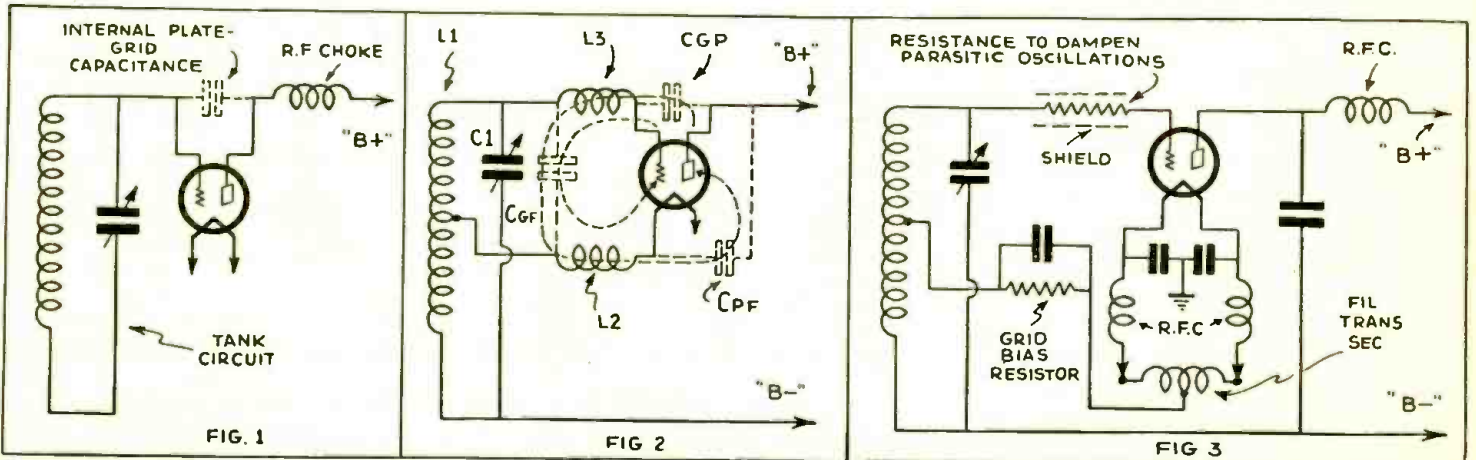 INTERNAL PLATE-
GRID
CAPACITANCE
R.F CHOKE
"B+"
TANK
CIRCUIT
FIG. 1
L1
L3
CGP
"B+"
C1
CGF
L2
CPF
"B-"
FIG 2
RESISTANCE TO DAMPEN
PARASITIC OSCILLATIONS
R.F.C.
SHIELD
"B+"
GRID
BIAS
RESISTOR
R.F.C
FIL
TRANS
SEC
"B-"
FIG 3